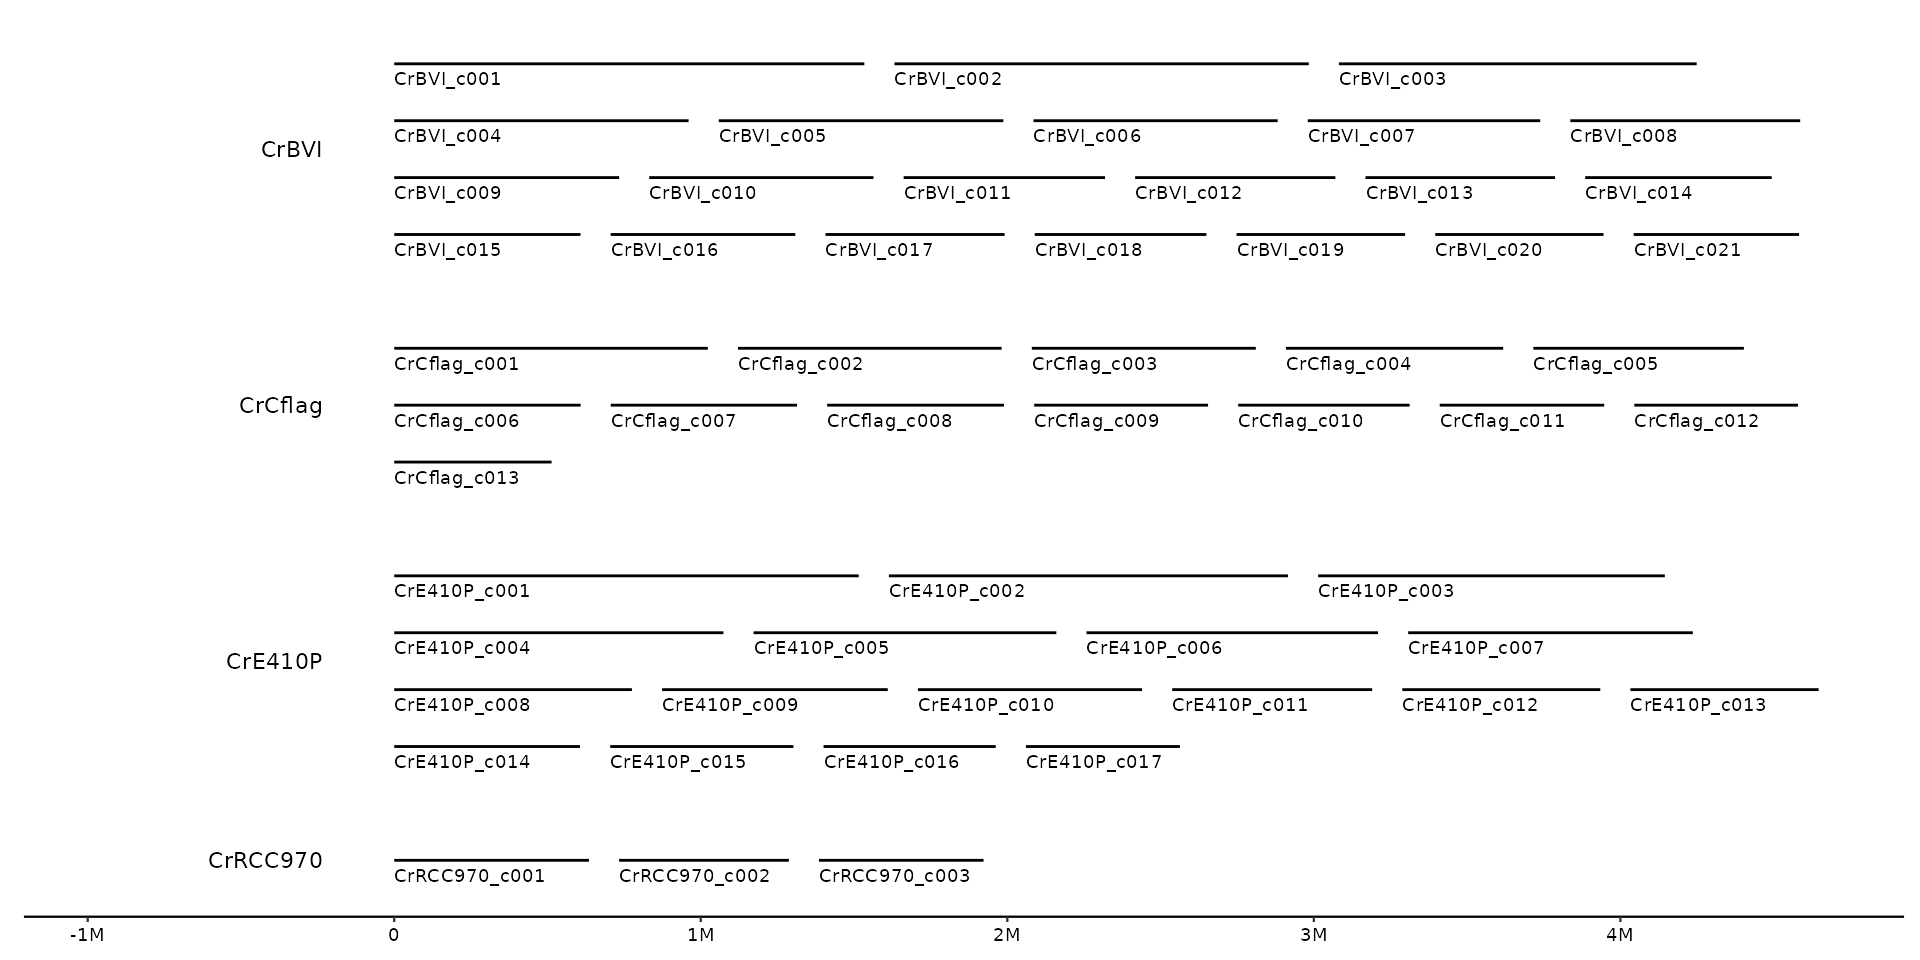 CrBVI_c001 CrBVI_c002 CrBVI_c003
CrBVI_c004 CrBVI_c005 CrBVI_c006 CrBVI_c007 CrBVI_c008
CrBVI
CrBVI_c009 CrBVI_c010 CrBVI_c011 CrBVI_c012 CrBVI_c013 CrBVI_c014
CrBVI_c015 CrBVI_c016 CrBVI_c017 CrBVI_c018 CrBVI_c019 CrBVI_c020 CrBVI_c021
CrCflag_c001 CrCflag_c002 CrCflag_c003 CrCflag_c004 CrCflag_c005
CrCflag
CrCflag_c006 CrCflag_c007 CrCflag_c008 CrCflag_c009 CrCflag_c010 CrCflag_c011 CrCflag_c012
CrCflag_c013
CrE410P_c001 CrE410P_c002 CrE410P_c003
CrE410P_c004 CrE410P_c005 CrE410P_c006 CrE410P_c007
CrE410P
CrE410P_c008 CrE410P_c009 CrE410P_c010 CrE410P_c011 CrE410P_c012 CrE410P_c013
CrE410P_c014 CrE410P_c015 CrE410P_c016 CrE410P_c017
CrRCC970
CrRCC970_c001 CrRCC970_c002 CrRCC970_c003
-1M 0 1M 2M 3M 4M